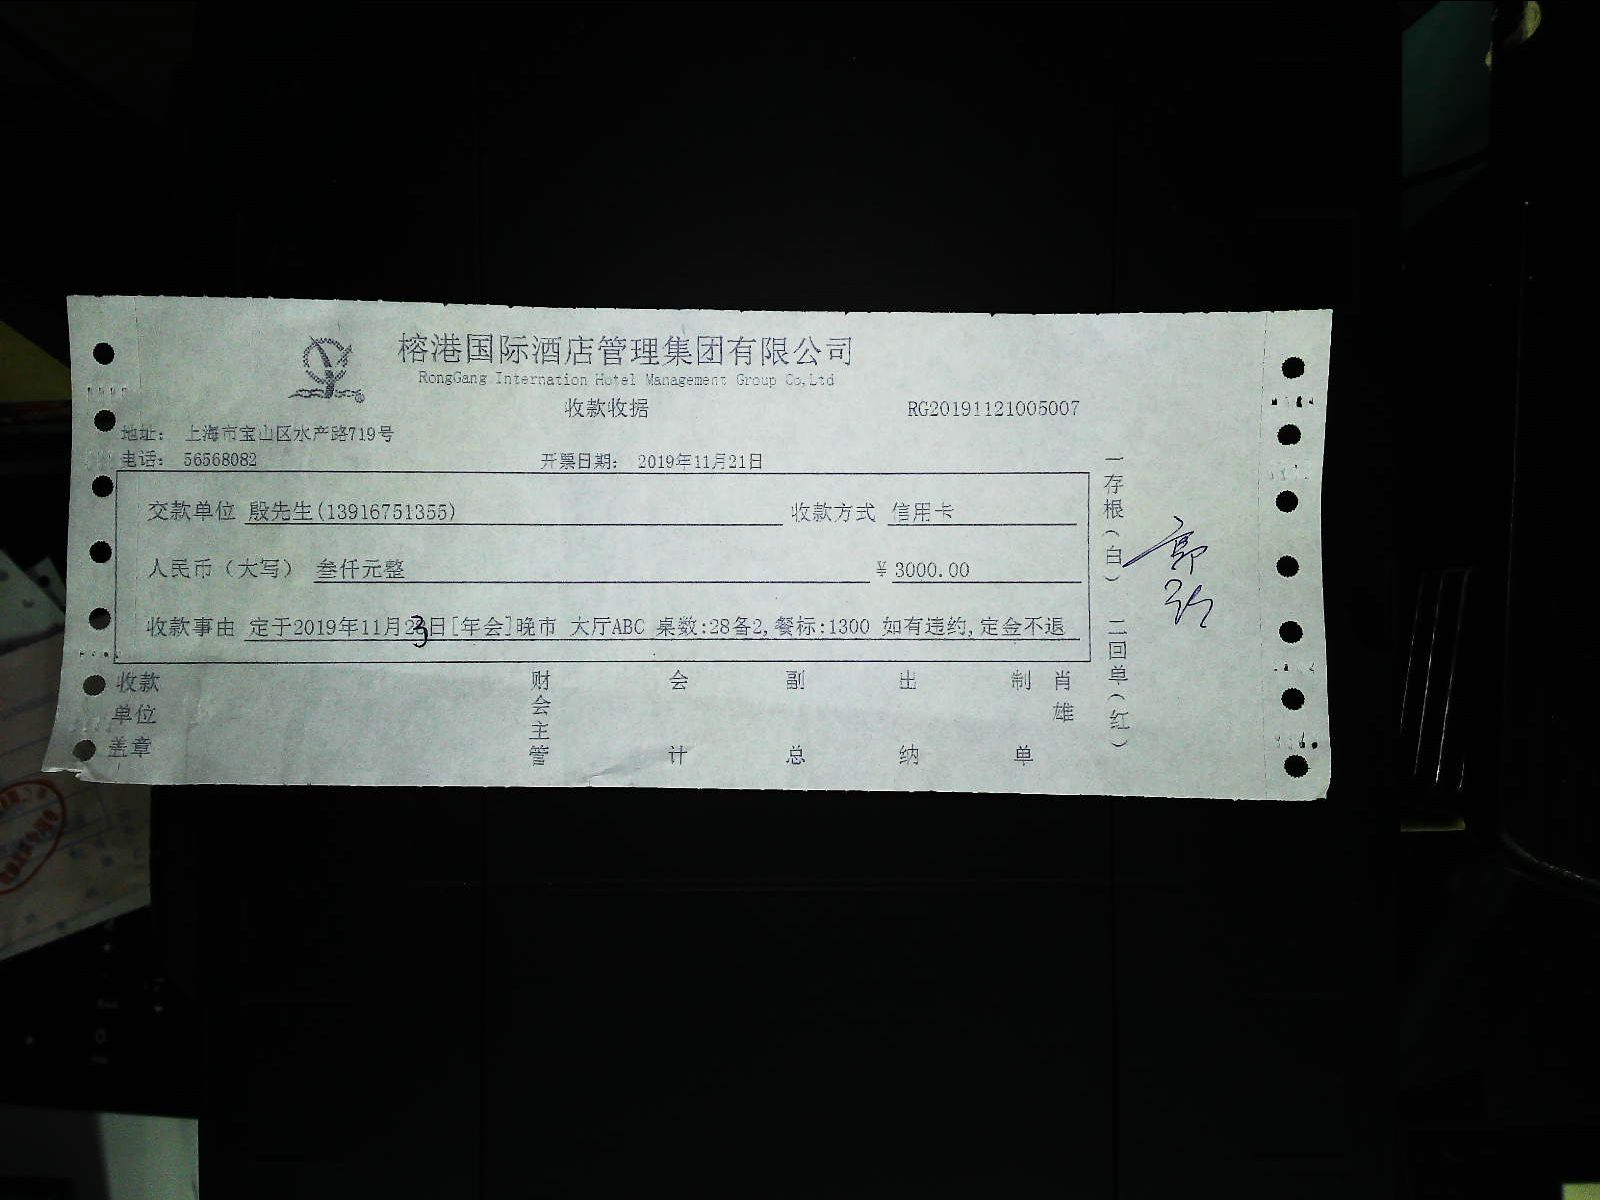 榕港国际酒店管理集团有限公司
RongGang Internation Hotel Management Group Co,Ltd
收款收据 RG20191121005007
地址: 上海市宝山区水产路719号
电话: 56568082 开票日期: 2019年11月21日
交款单位 殷先生(13916751355) 收款方式 信用卡
人民币(大写) 叁仟元整 ¥ 3000.00
收款事由 定于2019年11月23日[年会]晚市 大厅ABC 桌数:28备2,餐标:1300 如有违约,定金不退
收款单位盖章 财会主管 会计 副总 出纳 制单 肖雄
一存根(白) 二回单(红)